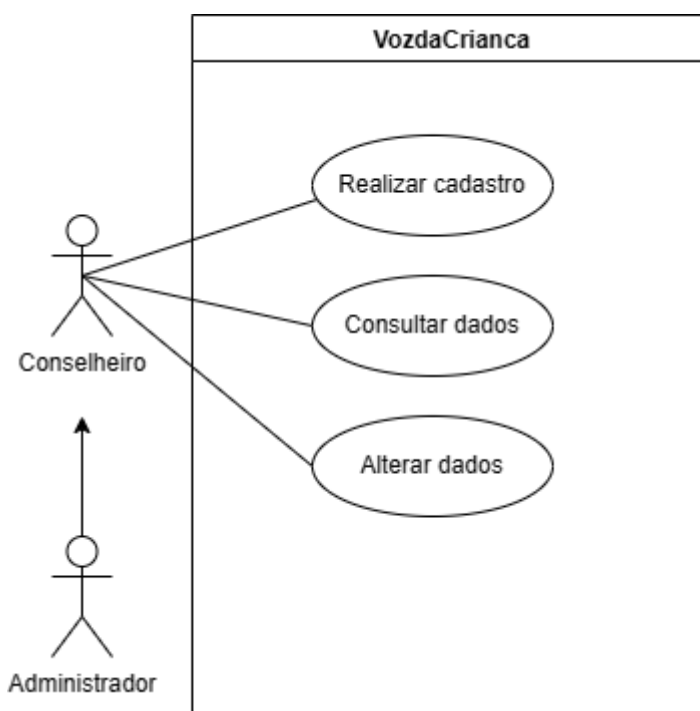 VozdaCrianca
Realizar cadastro
Consultar dados
Conselheiro
Alterar dados
Administrador